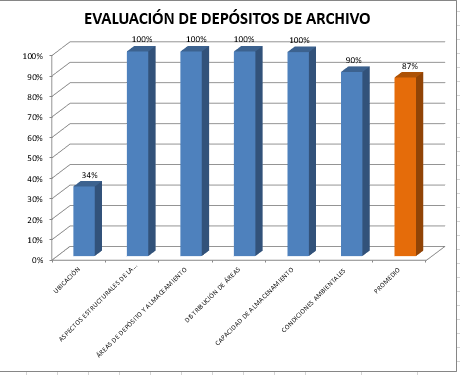 EVALUACIÓN DE DEPÓSITOS DE ARCHIVO
100%
90%
80%
70%
60%
50%
40%
30%
20%
10%
0%
34%
100%
100%
100%
100%
90%
87%
UBICACIÓN
ASPECTOS ESTRUCTURALES DE LA...
ÁREAS DE DEPÓSITO Y ALMACEAMIENTO
DISTRIBUCIÓN DE ÁREAS
CAPACIDAD DE ALMACENAMIENTO
CONDICIONES AMBIENTALES
PROMEDIO